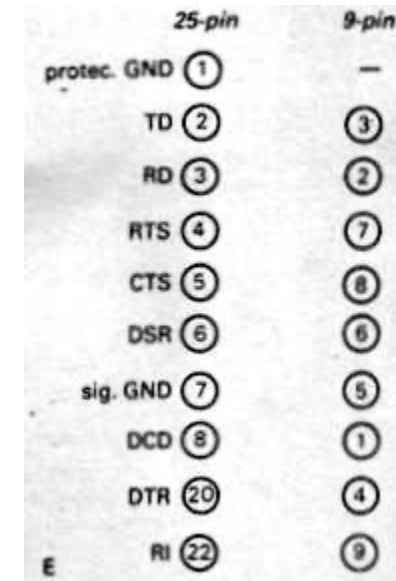 25-pin 9-pin
protec. GND 1 –
TD 2 3
RD 3 2
RTS 4 7
CTS 5 8
DSR 6 6
sig. GND 7 5
DCD 8 1
DTR 20 4
E RI 22 9